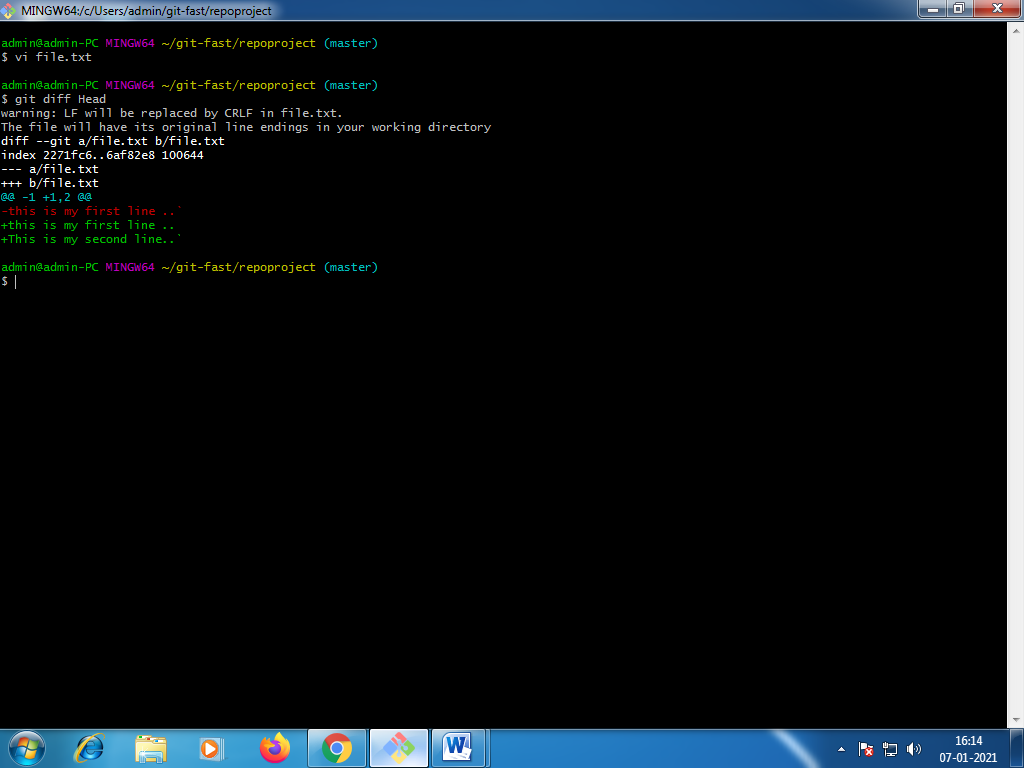 MINGW64:/c/Users/admin/git-fast/repoproject
admin@admin-PC MINGW64 ~/git-fast/repoproject (master)
$ vi file.txt
admin@admin-PC MINGW64 ~/git-fast/repoproject (master)
$ git diff Head
warning: LF will be replaced by CRLF in file.txt.
The file will have its original line endings in your working directory
diff --git a/file.txt b/file.txt
index 2271fc6..6af82e8 100644
--- a/file.txt
+++ b/file.txt
@@ -1 +1,2 @@
-this is my first line ..`
+this is my first line ..
+This is my second line..`
admin@admin-PC MINGW64 ~/git-fast/repoproject (master)
$
16:14
07-01-2021